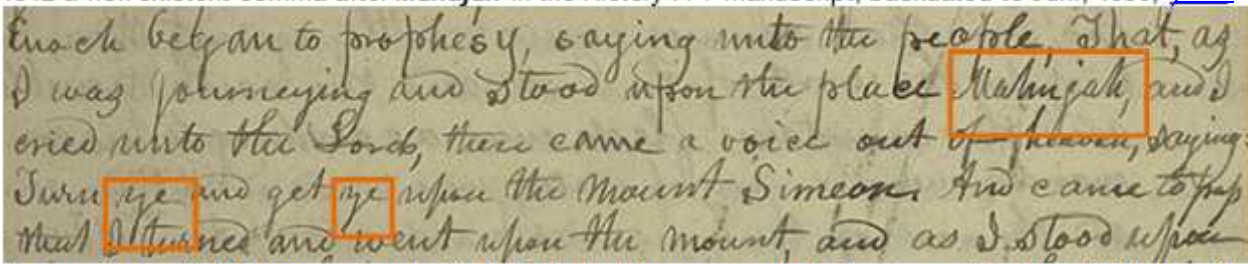 Enoch began to prophesy, saying unto the people, That, as
I was journeying and stood upon the place Mahujah, and I
cried unto the Lord, there came a voice out of heaven, saying
Turn ye and get ye upon the mount Simeon. And came to pass
that I turned and went upon the mount, and as I stood upon